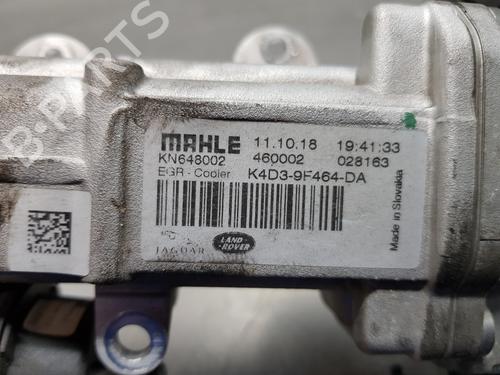 B-PARTS
MAHLE 11.10.18 19:41:33
KN648002 460002 028163
EGR - Cooler K4D3-9F464-DA
JAGUAR LAND-ROVER
Made in Slovakia